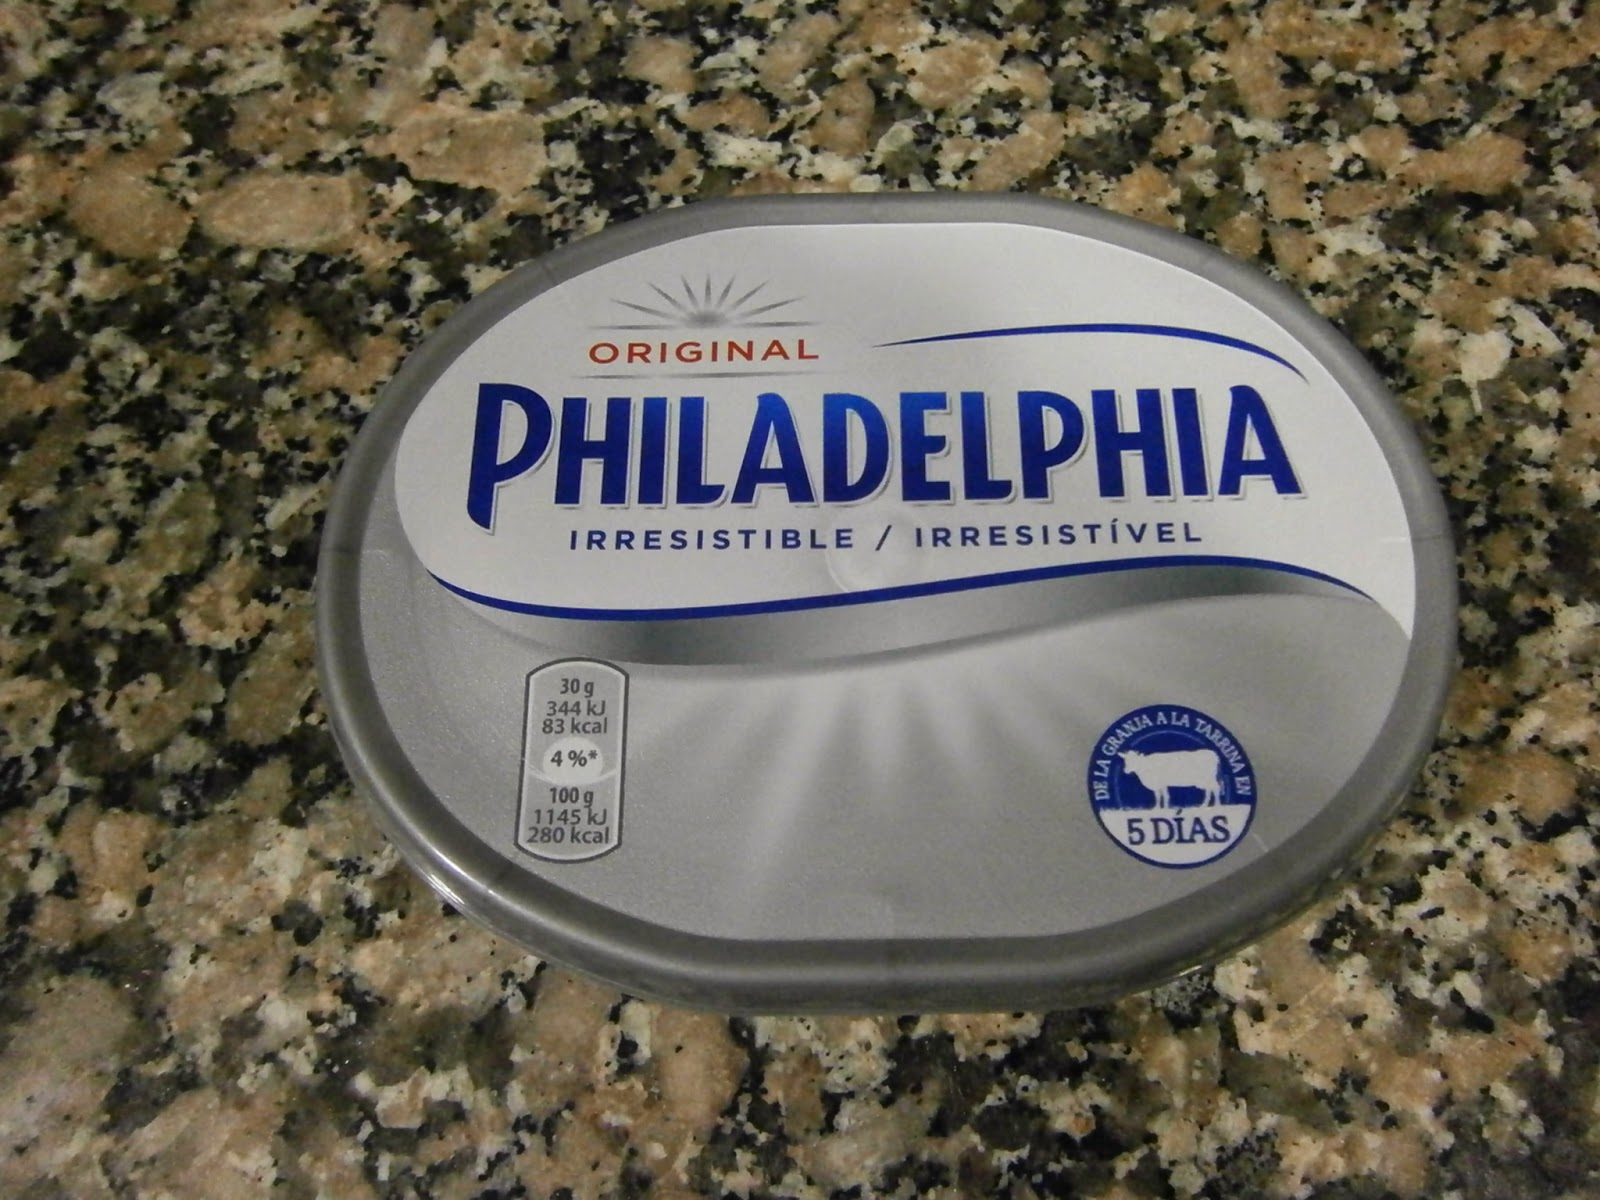 ORIGINAL
PHILADELPHIA
IRRESISTIBLE / IRRESISTÍVEL
30 g
344 kJ
83 kcal
4 %*
100 g
1145 kJ
280 kcal
DE LA GRANJA A LA TARRINA EN
5 DÍAS